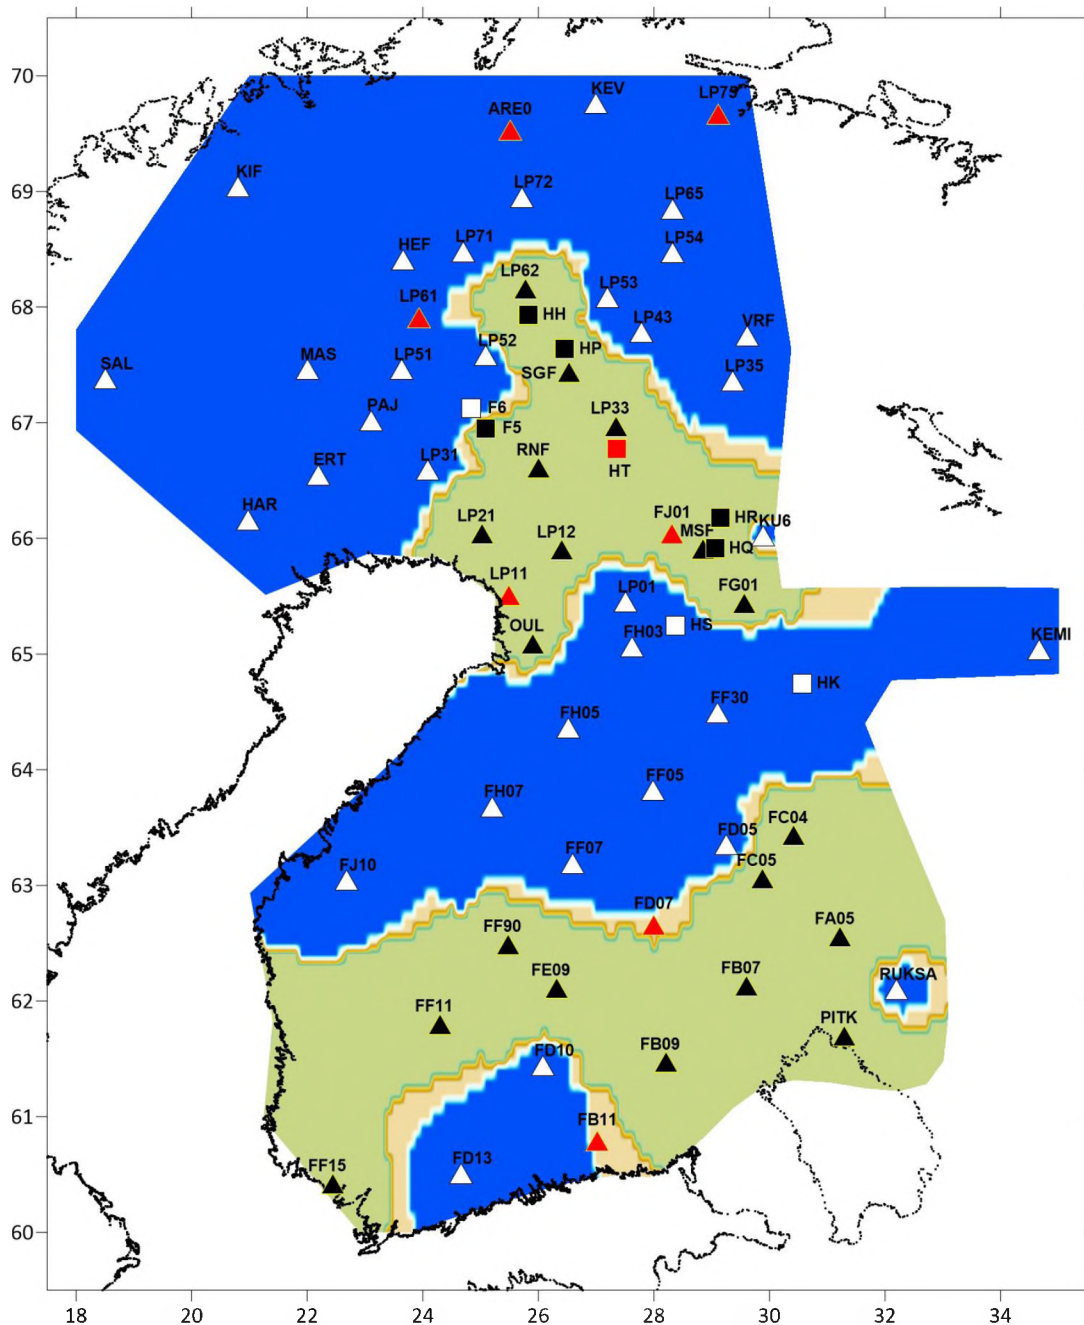 70
KEV
LP75
ARE0
69
KIF
LP72
LP65
HEF
LP71
LP54
LP62
68
LP61
HH
LP53
LP43
VRF
HP
SAL
MAS
LP51
LP52
SGF
LP35
67
PAJ
F6
F5
LP33
ERT
LP31
RNF
HT
HAR
66
LP21
LP12
FJ01
MSF
HR
HQ
KU6
LP11
LP01
FG01
65
OUL
FH03
HS
KEMI
HK
FH05
FF30
64
FH07
FF05
FC04
63
FJ10
FF07
FD05
FC05
FD07
FF90
FA05
62
FE09
FB07
RUKSA
FF11
PITK
FD10
FB09
61
FB11
FF15
FD13
60
18 20 22 24 26 28 30 32 34